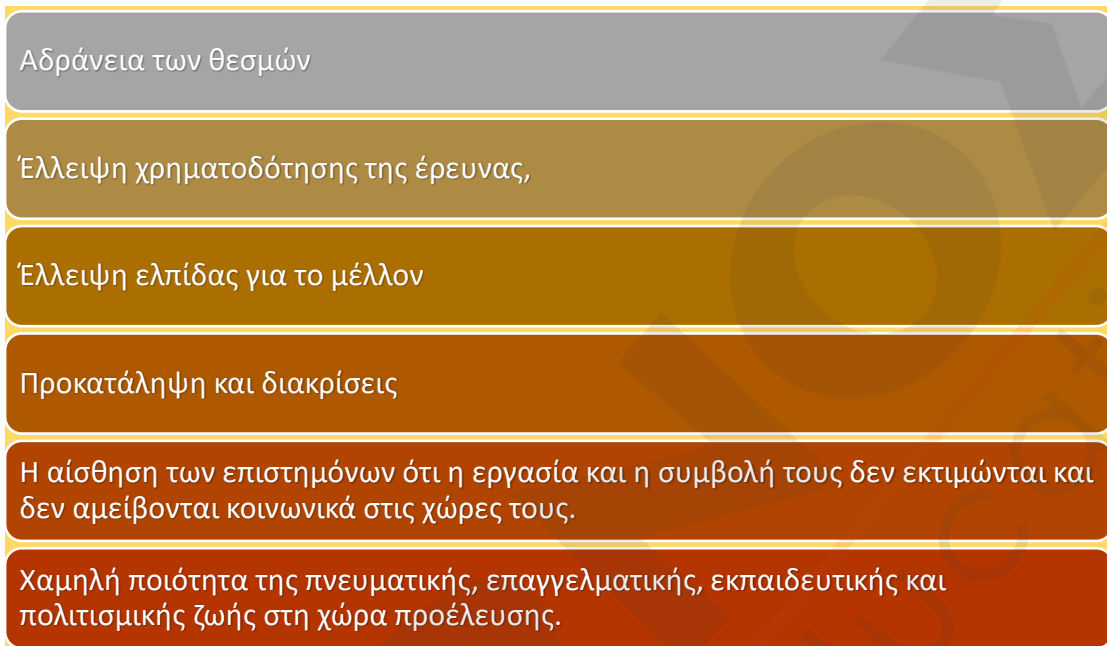 Αδράνεια των θεσμών
Έλλειψη χρηματοδότησης της έρευνας,
Έλλειψη ελπίδας για το μέλλον
Προκατάληψη και διακρίσεις
Η αίσθηση των επιστημόνων ότι η εργασία και η συμβολή τους δεν εκτιμώνται και
δεν αμείβονται κοινωνικά στις χώρες τους.
Χαμηλή ποιότητα της πνευματικής, επαγγελματικής, εκπαιδευτικής και
πολιτισμικής ζωής στη χώρα προέλευσης.